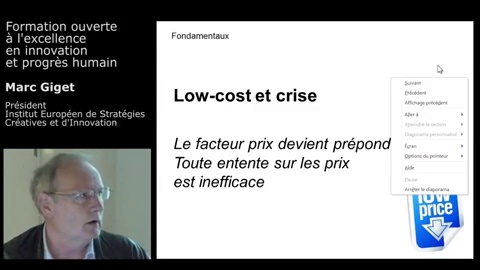 Formation ouverte
à l'excellence
en innovation
et progrès humain
Marc Giget
Président
Institut Européen de Stratégies
Créatives et d'Innovation
Fondamentaux
Low-cost et crise
Le facteur prix devient prépond
Toute entente sur les prix
est inefficace
Suivant
Précédent
Affichage précédent
Aller à
Atteindre la section
Diaporama personnalisé
Écran
Options du pointeur
Aide
Pause
Arrêter le diaporama
low
price